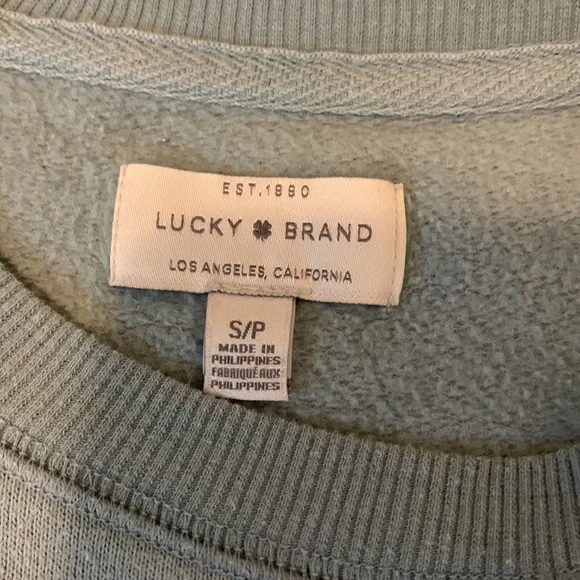 EST.1990
LUCKY BRAND
LOS ANGELES, CALIFORNIA
S/P
MADE IN
PHILIPPINES
FABRIQUÉ AUX
PHILIPPINES